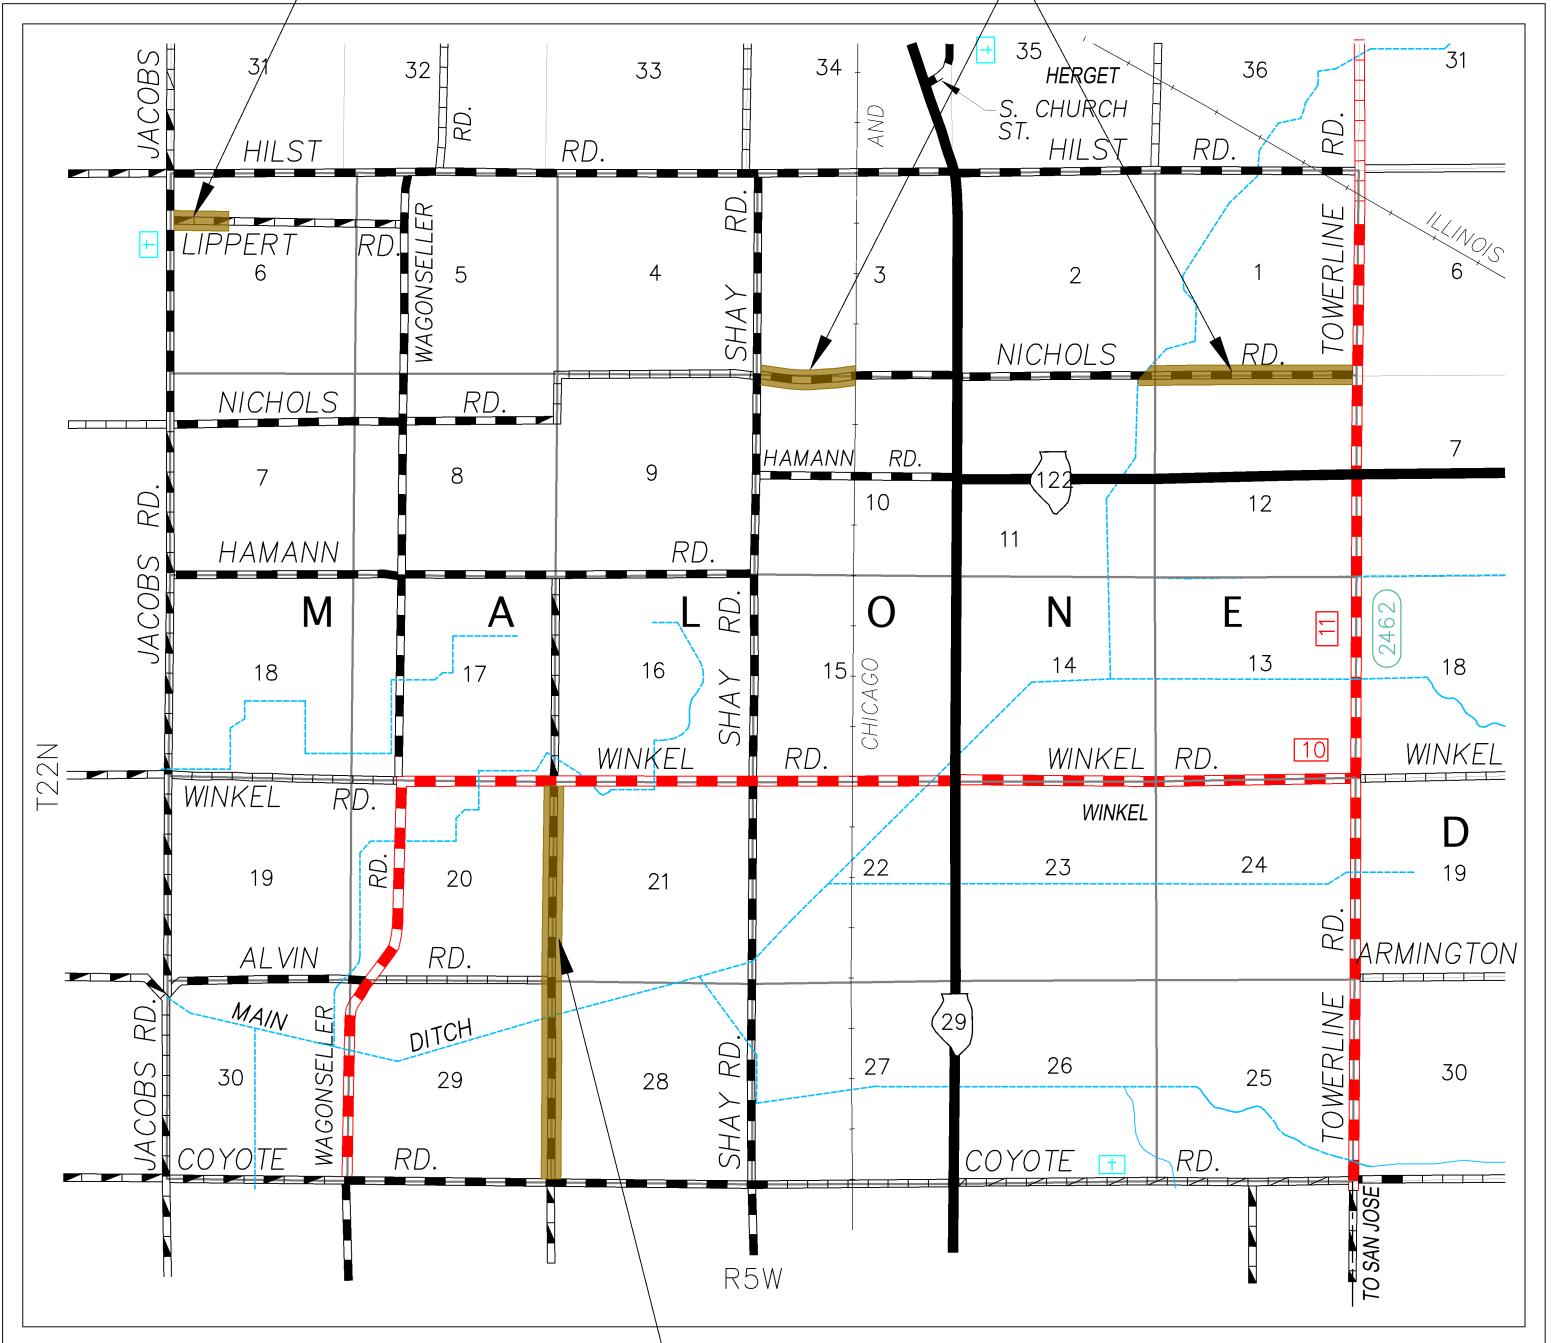 JACOBS
31
32
33
34
35
36
31
RD.
AND
HERGET
S. CHURCH
ST.
RD.
HILST
RD.
HILST
RD.
LIPPERT
RD.
WAGONSELLER
SHAY
RD.
TOWERLINE
ILLINOIS
6
5
4
3
2
1
6
NICHOLS
RD.
NICHOLS
RD.
HAMANN
RD.
122
7
8
9
10
11
12
7
JACOBS RD.
HAMANN
RD.
M A L O N E
JACOBS RD.
SHAY RD.
11
2462
18
17
16
15
14
13
18
CHICAGO
T22N
WINKEL
RD.
WINKEL
RD.
10
WINKEL
WINKEL
RD.
WINKEL
D
RD.
19
20
21
22
23
24
19
ALVIN
RD.
RD.
ARMINGTON
MAIN
DITCH
29
JACOBS RD.
WAGONSELLER
SHAY RD.
TOWERLINE
30
29
28
27
26
25
30
COYOTE
RD.
COYOTE
RD.
TO SAN JOSE
R5W